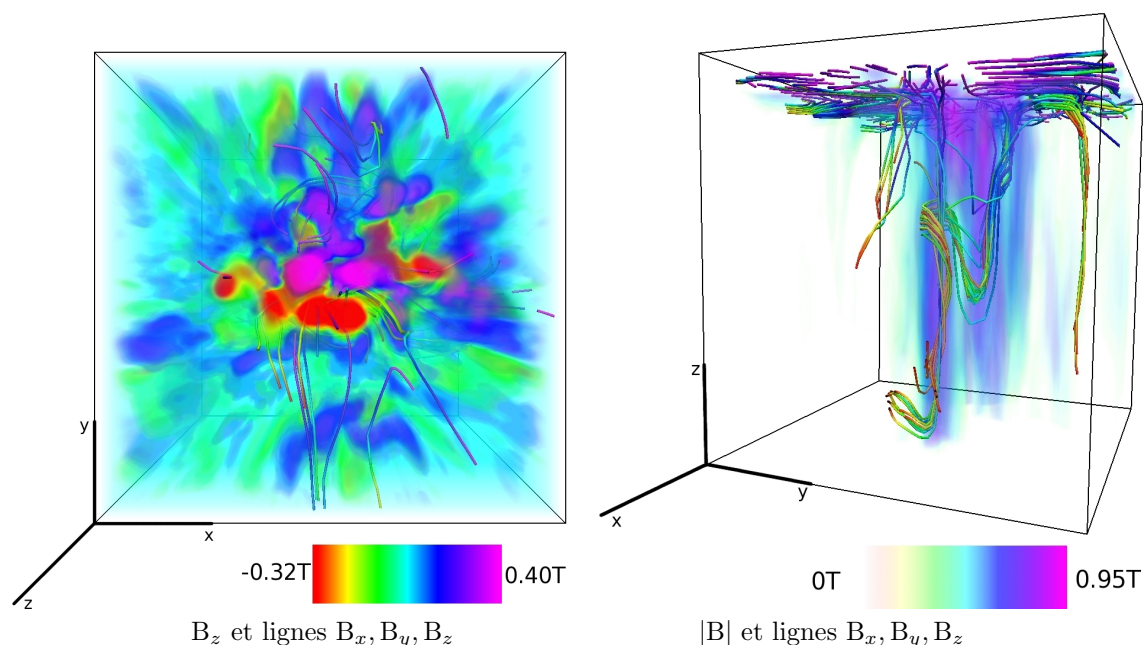 y
x
z
-0.32T
0.40T
B_z et lignes B_x, B_y, B_z
z
y
x
0T
0.95T
|B| et lignes B_x, B_y, B_z